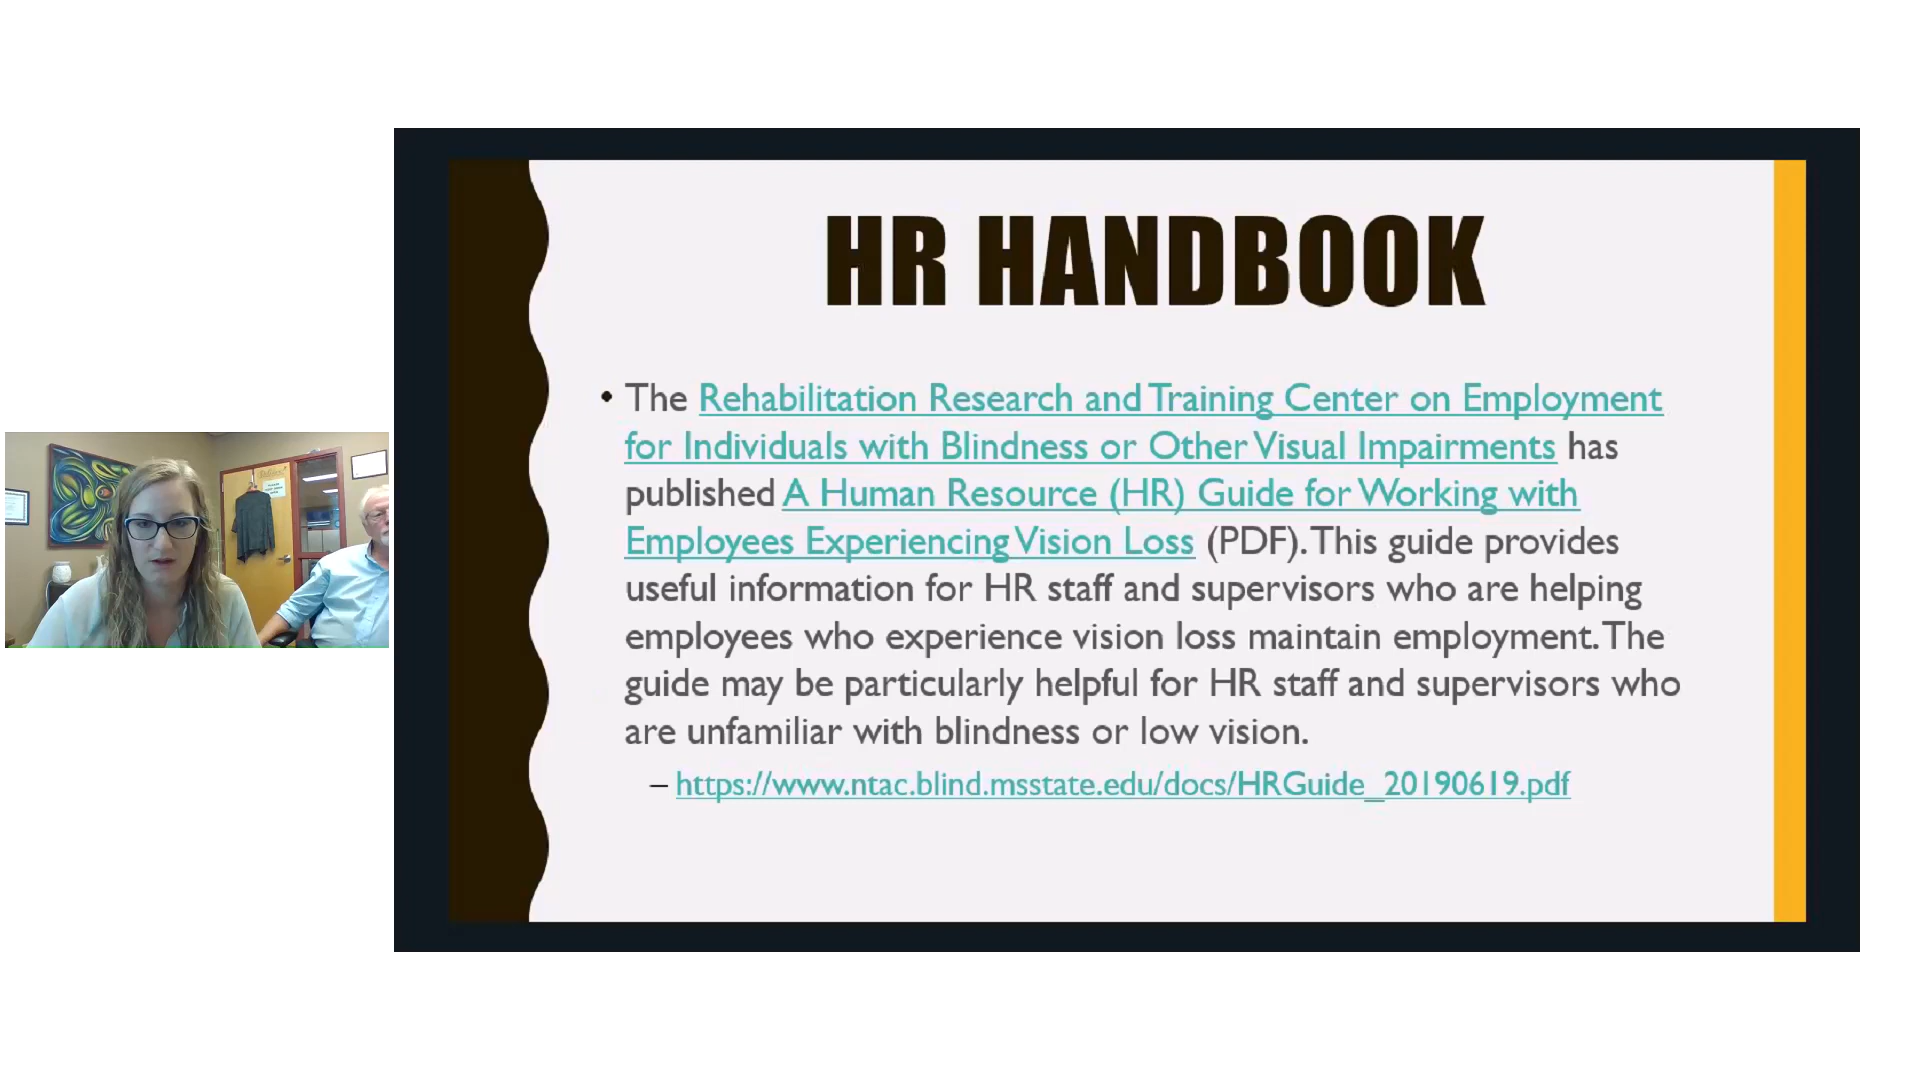 HR HANDBOOK
• The Rehabilitation Research and Training Center on Employment
for Individuals with Blindness or Other Visual Impairments has
published A Human Resource (HR) Guide for Working with
Employees Experiencing Vision Loss (PDF). This guide provides
useful information for HR staff and supervisors who are helping
employees who experience vision loss maintain employment. The
guide may be particularly helpful for HR staff and supervisors who
are unfamiliar with blindness or low vision.
– https://www.ntac.blind.msstate.edu/docs/HRGuide_20190619.pdf